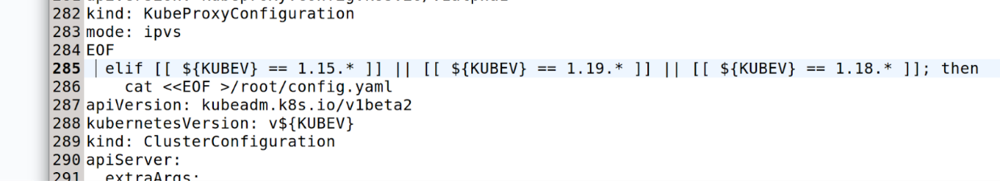 282 kind: KubeProxyConfiguration
283 mode: ipvs
284 EOF
285 elif [[ ${KUBEV} == 1.15.* ]] || [[ ${KUBEV} == 1.19.* ]] || [[ ${KUBEV} == 1.18.* ]]; then
286 cat <<EOF >/root/config.yaml
287 apiVersion: kubeadm.k8s.io/v1beta2
288 kubernetesVersion: v${KUBEV}
289 kind: ClusterConfiguration
290 apiServer:
291 extraArgs: